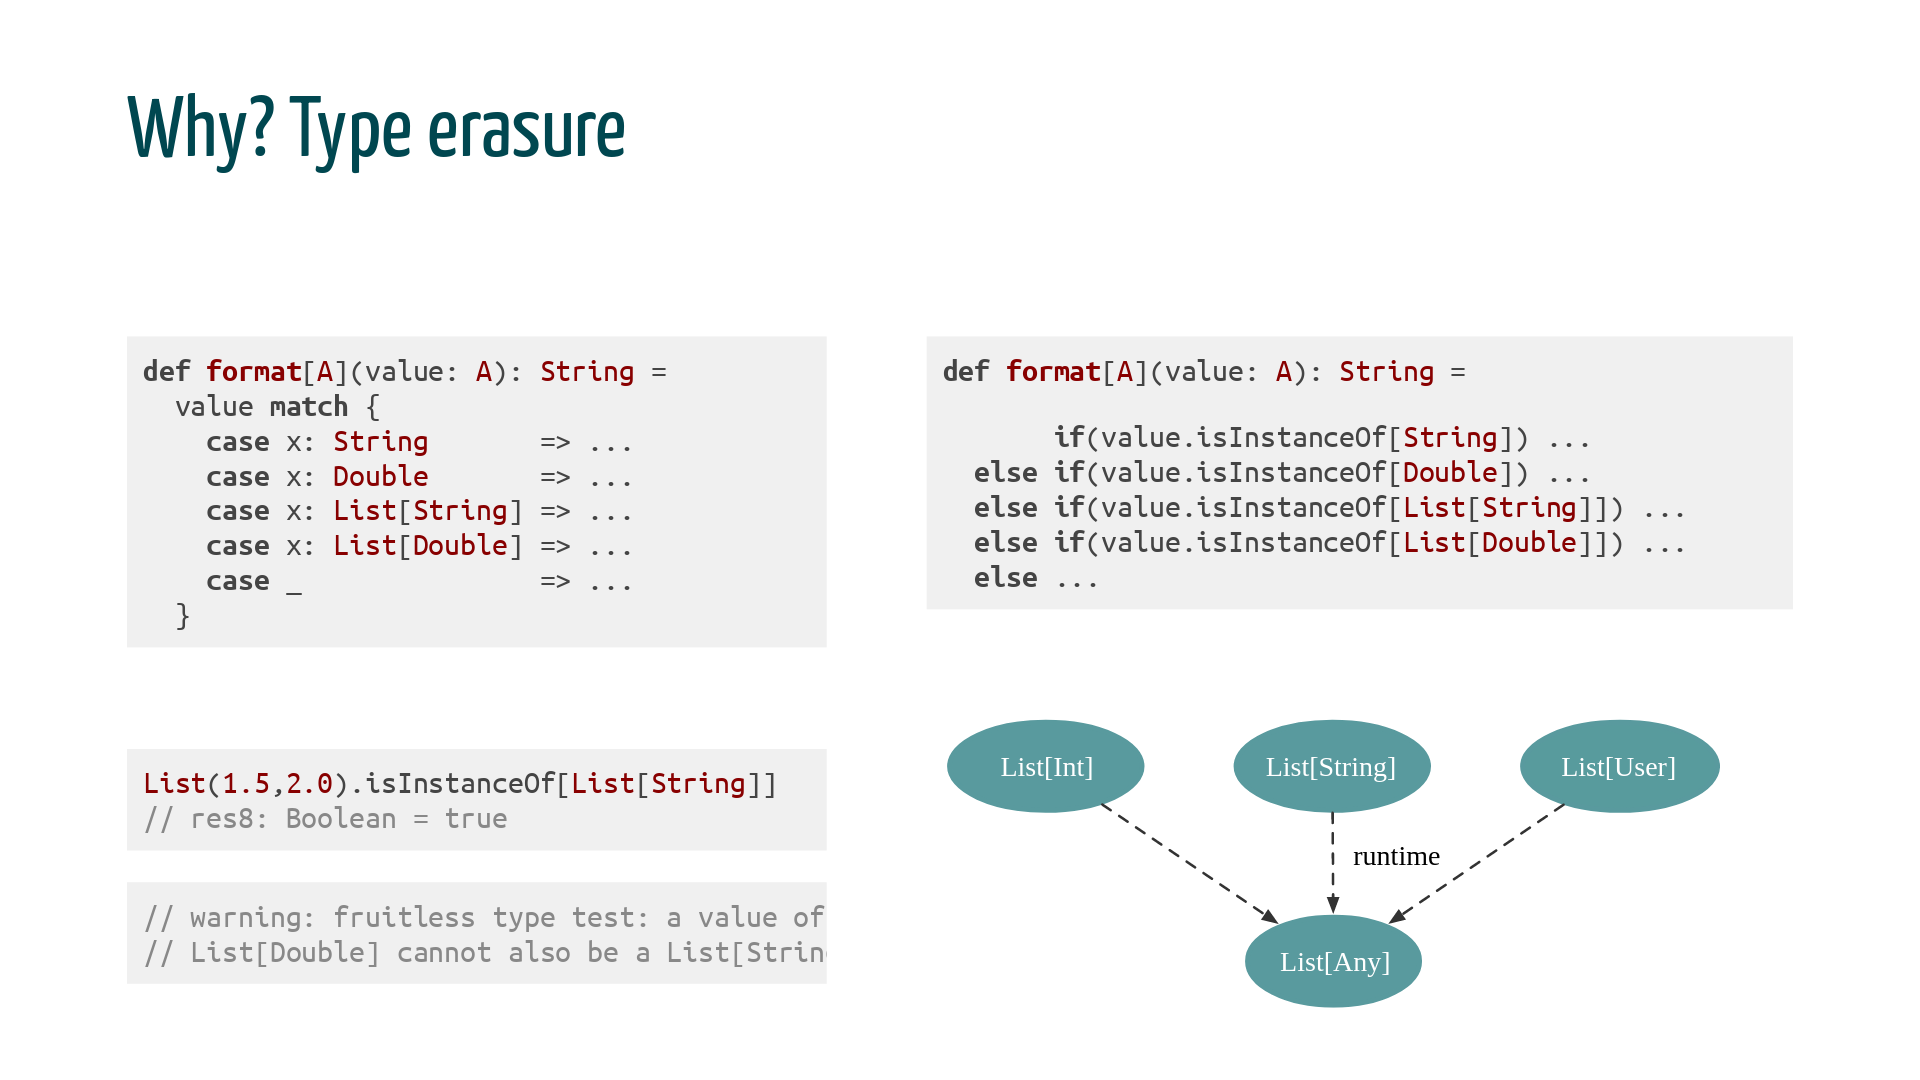 Why? Type erasure
def format[A](value: A): String =
  value match {
    case x: String       => ...
    case x: Double       => ...
    case x: List[String] => ...
    case x: List[Double] => ...
    case _               => ...
  }
List(1.5,2.0).isInstanceOf[List[String]]
// res8: Boolean = true
// warning: fruitless type test: a value of
// List[Double] cannot also be a List[Strin
def format[A](value: A): String =
       if(value.isInstanceOf[String]) ...
  else if(value.isInstanceOf[Double]) ...
  else if(value.isInstanceOf[List[String]]) ...
  else if(value.isInstanceOf[List[Double]]) ...
  else ...
List[Int]
List[String]
List[User]
runtime
List[Any]